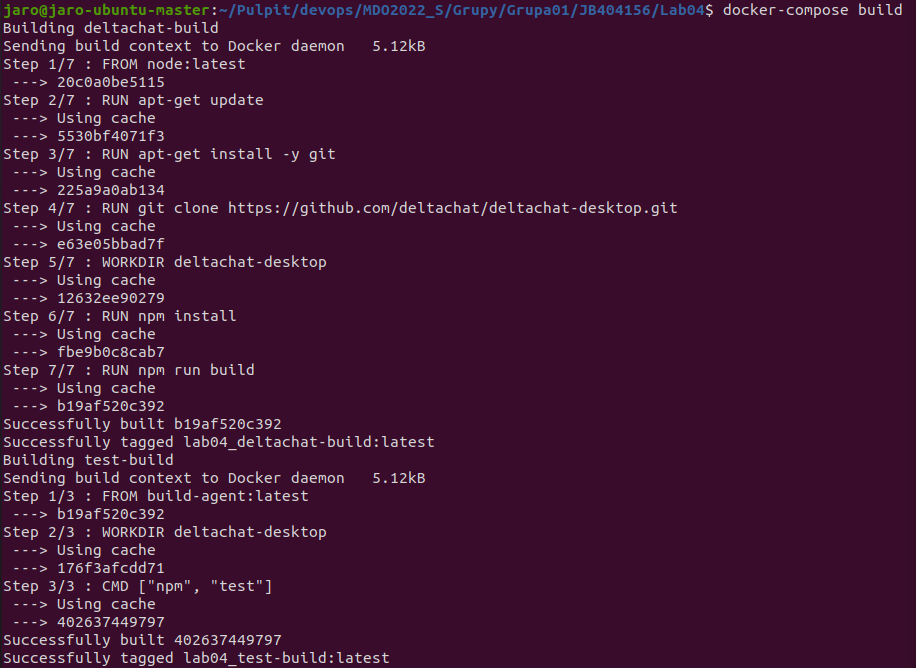 jaro@jaro-ubuntu-master:~/Pulpit/devops/MDO2022_S/Grupy/Grupa01/JB404156/Lab04$ docker-compose build
Building deltachat-build
Sending build context to Docker daemon   5.12kB
Step 1/7 : FROM node:latest
 ---> 20c0a0be5115
Step 2/7 : RUN apt-get update
 ---> Using cache
 ---> 5530bf4071f3
Step 3/7 : RUN apt-get install -y git
 ---> Using cache
 ---> 225a9a0ab134
Step 4/7 : RUN git clone https://github.com/deltachat/deltachat-desktop.git
 ---> Using cache
 ---> e63e05bbad7f
Step 5/7 : WORKDIR deltachat-desktop
 ---> Using cache
 ---> 12632ee90279
Step 6/7 : RUN npm install
 ---> Using cache
 ---> fbe9b0c8cab7
Step 7/7 : RUN npm run build
 ---> Using cache
 ---> b19af520c392
Successfully built b19af520c392
Successfully tagged lab04_deltachat-build:latest
Building test-build
Sending build context to Docker daemon   5.12kB
Step 1/3 : FROM build-agent:latest
 ---> b19af520c392
Step 2/3 : WORKDIR deltachat-desktop
 ---> Using cache
 ---> 176f3afcdd71
Step 3/3 : CMD ["npm", "test"]
 ---> Using cache
 ---> 402637449797
Successfully built 402637449797
Successfully tagged lab04_test-build:latest